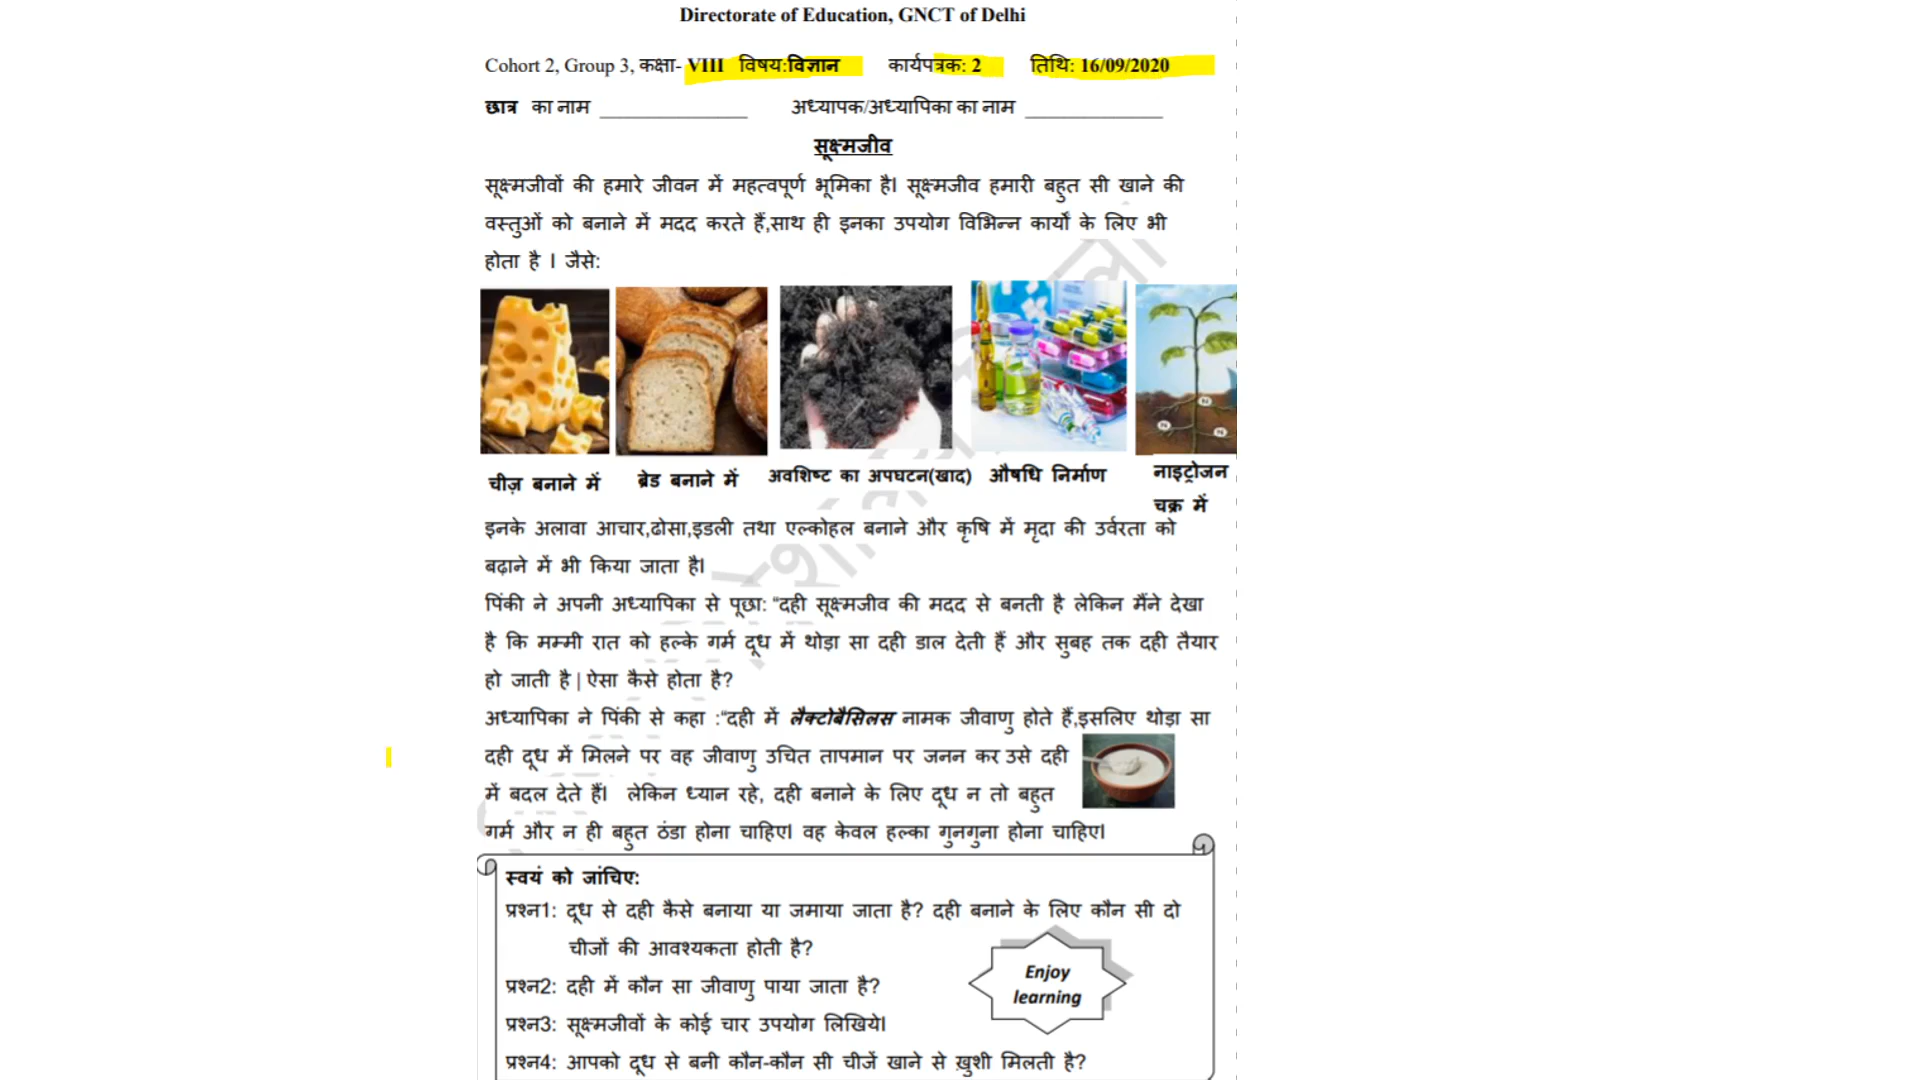 Directorate of Education, GNCT of Delhi
Cohort 2, Group 3, कक्षा- VIII विषय:विज्ञान कार्यपत्रक: 2 तिथि: 16/09/2020
छात्र का नाम ______________ अध्यापक/अध्यापिका का नाम _____________
सूक्ष्मजीव
सूक्ष्मजीवों की हमारे जीवन में महत्वपूर्ण भूमिका है। सूक्ष्मजीव हमारी बहुत सी खाने की
वस्तुओं को बनाने में मदद करते हैं,साथ ही इनका उपयोग विभिन्न कार्यों के लिए भी
होता है । जैसे:
चीज़ बनाने में ब्रेड बनाने में अवशिष्ट का अपघटन(खाद) औषधि निर्माण नाइट्रोजन
चक्र में
इनके अलावा आचार,ढोसा,इडली तथा एल्कोहल बनाने और कृषि में मृदा की उर्वरता को
बढ़ाने में भी किया जाता है।
पिंकी ने अपनी अध्यापिका से पूछा: “दही सूक्ष्मजीव की मदद से बनती है लेकिन मैंने देखा
है कि मम्मी रात को हल्के गर्म दूध में थोड़ा सा दही डाल देती हैं और सुबह तक दही तैयार
हो जाती है | ऐसा कैसे होता है?
अध्यापिका ने पिंकी से कहा :“दही में लैक्टोबैसिलस नामक जीवाणु होते हैं,इसलिए थोड़ा सा
दही दूध में मिलने पर वह जीवाणु उचित तापमान पर जनन कर उसे दही
में बदल देते हैं। लेकिन ध्यान रहे, दही बनाने के लिए दूध न तो बहुत
गर्म और न ही बहुत ठंडा होना चाहिए। वह केवल हल्का गुनगुना होना चाहिए।
स्वयं को जांचिए:
प्रश्न1: दूध से दही कैसे बनाया या जमाया जाता है? दही बनाने के लिए कौन सी दो
चीजों की आवश्यकता होती है?
Enjoy
learning
प्रश्न2: दही में कौन सा जीवाणु पाया जाता है?
प्रश्न3: सूक्ष्मजीवों के कोई चार उपयोग लिखिये।
प्रश्न4: आपको दूध से बनी कौन-कौन सी चीजें खाने से ख़ुशी मिलती है?